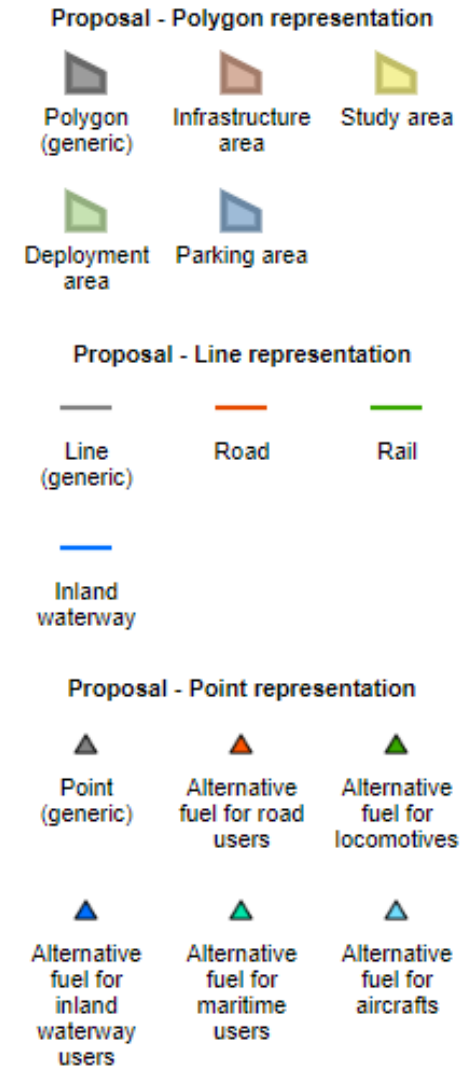 Proposal - Polygon representation
Polygon (generic)
Infrastructure area
Study area
Deployment area
Parking area
Proposal - Line representation
Line (generic)
Road
Rail
Inland waterway
Proposal - Point representation
Point (generic)
Alternative fuel for road users
Alternative fuel for locomotives
Alternative fuel for inland waterway users
Alternative fuel for maritime users
Alternative fuel for aircrafts